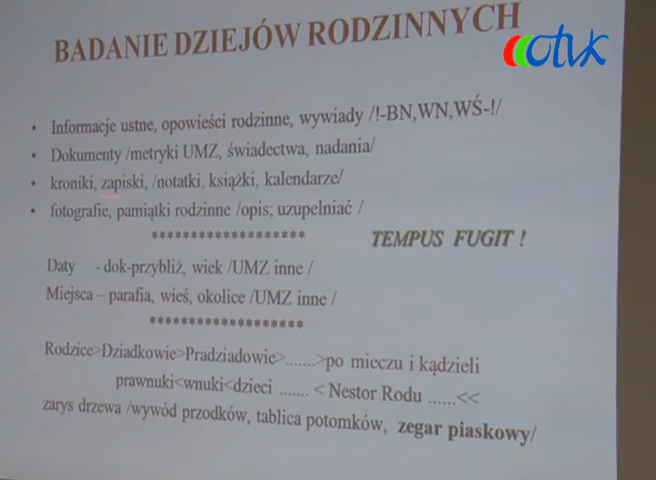 BADANIE DZIEJÓW RODZINNYCH
otvk
• Informacje ustne, opowieści rodzinne, wywiady /!-BN,WN,WŚ-!/
• Dokumenty /metryki UMZ, świadectwa, nadania/
• kroniki, zapiski, /notatki, książki, kalendarze/
• fotografie, pamiątki rodzinne /opis; uzupełniać /
********************
TEMPUS FUGIT !
Daty - dok-przybliż, wiek /UMZ inne /
Miejsca – parafia, wieś, okolice /UMZ inne /
********************
Rodzice>Dziadkowie>Pradziadowie>.......>po mieczu i kądzieli
prawnuki<wnuki<dzieci ....... < Nestor Rodu ......<<
zarys drzewa /wywód przodków, tablica potomków, zegar piaskowy/